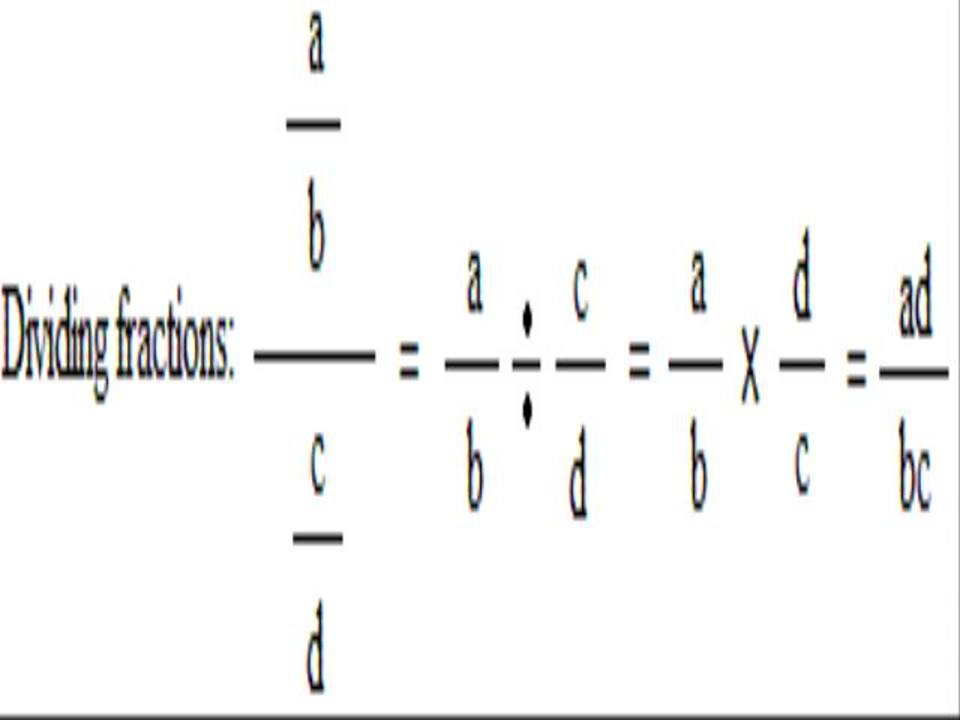 Dividing fractions: a/b / c/d = a/b ÷ c/d = a/b X d/c = ad/bc